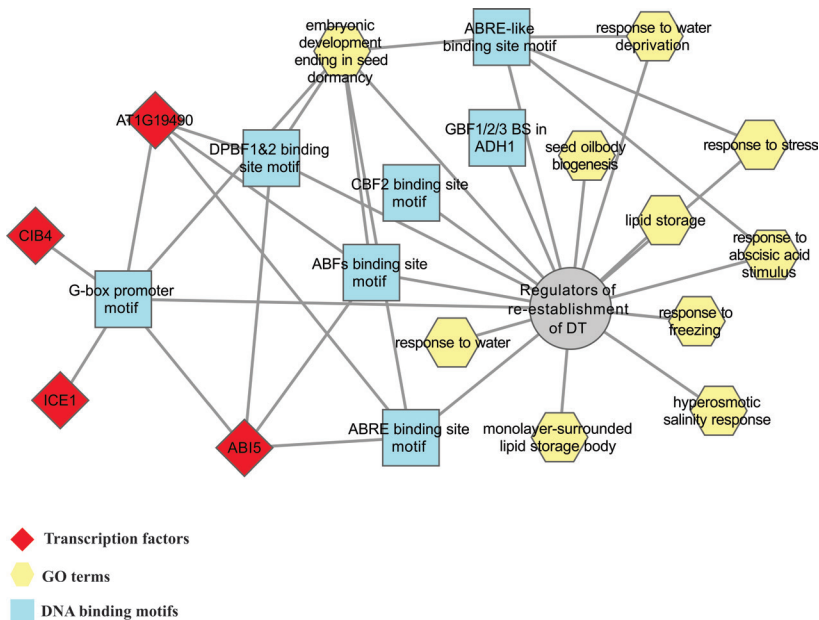 embryonic
development
ending in seed
dormancy
ABRE-like
binding site motif
response to water
deprivation
AT1G19490
DPBF1&2 binding
site motif
GBF1/2/3 BS in
ADH1
seed oilbody
biogenesis
response to stress
CBF2 binding site
motif
lipid storage
CIB4
ABFs binding site
motif
response to
abscisic acid
stimulus
G-box promoter
motif
Regulators of
re-establishment
of DT
response to
freezing
response to water
ICE1
hyperosmotic
salinity response
ABI5
ABRE binding site
motif
monolayer-surrounded
lipid storage body
Transcription factors
GO terms
DNA binding motifs